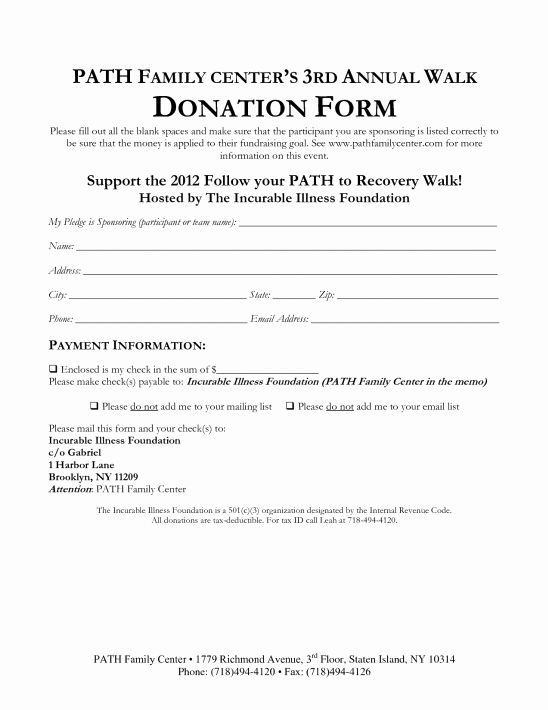 PATH FAMILY CENTER'S 3RD ANNUAL WALK
DONATION FORM
Please fill out all the blank spaces and make sure that the participant you are sponsoring is listed correctly to
be sure that the money is applied to their fundraising goal. See www.pathfamilycenter.com for more
information on this event.
Support the 2012 Follow your PATH to Recovery Walk!
Hosted by The Incurable Illness Foundation
My Pledge is Sponsoring (participant or team name): ____________________
Name: ____________________
Address: ____________________
City: ____________________ State: ________ Zip: ____________________
Phone: ____________________ Email Address: ____________________
PAYMENT INFORMATION:
❑ Enclosed is my check in the sum of $____________________
Please make check(s) payable to: Incurable Illness Foundation (PATH Family Center in the memo)
❑ Please do not add me to your mailing list ❑ Please do not add me to your email list
Please mail this form and your check(s) to:
Incurable Illness Foundation
c/o Gabriel
1 Harbor Lane
Brooklyn, NY 11209
Attention: PATH Family Center
The Incurable Illness Foundation is a 501(c)(3) organization designated by the Internal Revenue Code.
All donations are tax-deductible. For tax ID call Leah at 718-494-4120.
PATH Family Center • 1779 Richmond Avenue, 3rd Floor, Staten Island, NY 10314
Phone: (718)494-4120 • Fax: (718)494-4126